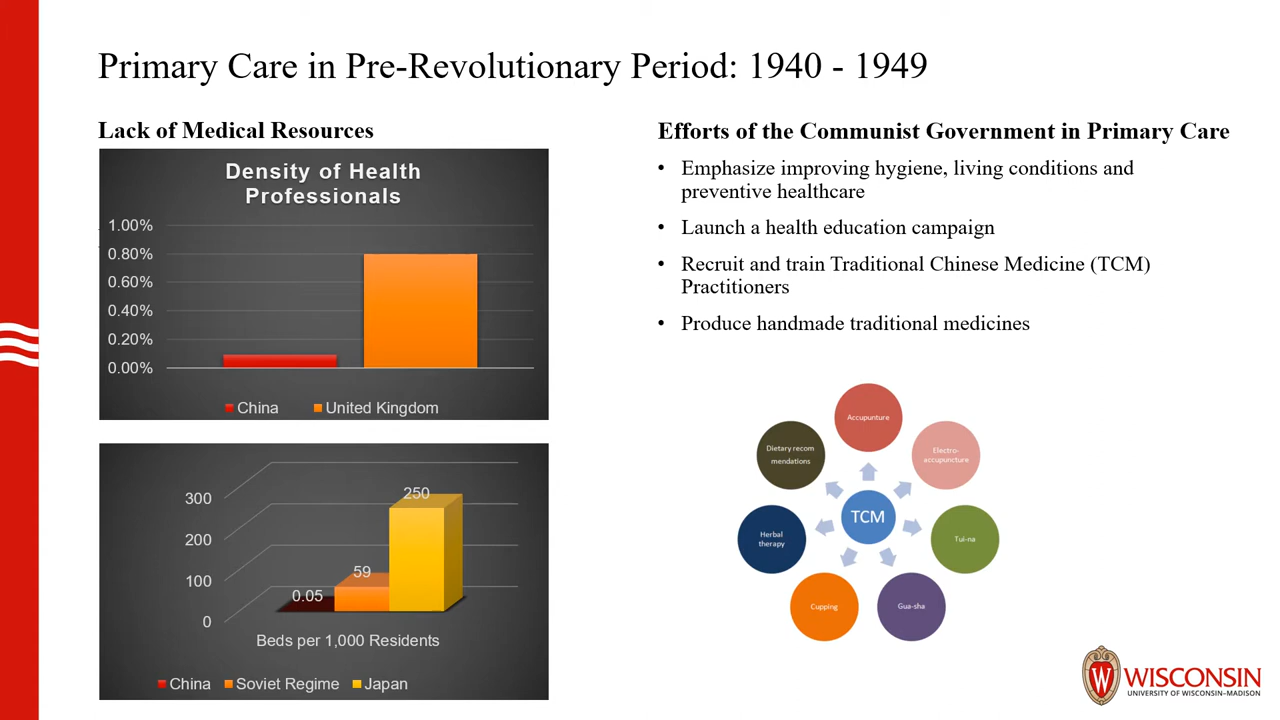 Primary Care in Pre-Revolutionary Period: 1940 - 1949
Lack of Medical Resources
Density of Health
Professionals
1.00%
0.80%
0.60%
0.40%
0.20%
0.00%
China
United Kingdom
300
200
100
0
0.05
59
250
Beds per 1,000 Residents
China
Soviet Regime
Japan
Efforts of the Communist Government in Primary Care
• Emphasize improving hygiene, living conditions and
preventive healthcare
• Launch a health education campaign
• Recruit and train Traditional Chinese Medicine (TCM)
Practitioners
• Produce handmade traditional medicines
Accupunture
Electro-
accupuncture
Tui-na
Gua-sha
Cupping
Herbal
therapy
Dietary recom
mendations
TCM
W
WISCONSIN
UNIVERSITY OF WISCONSIN–MADISON